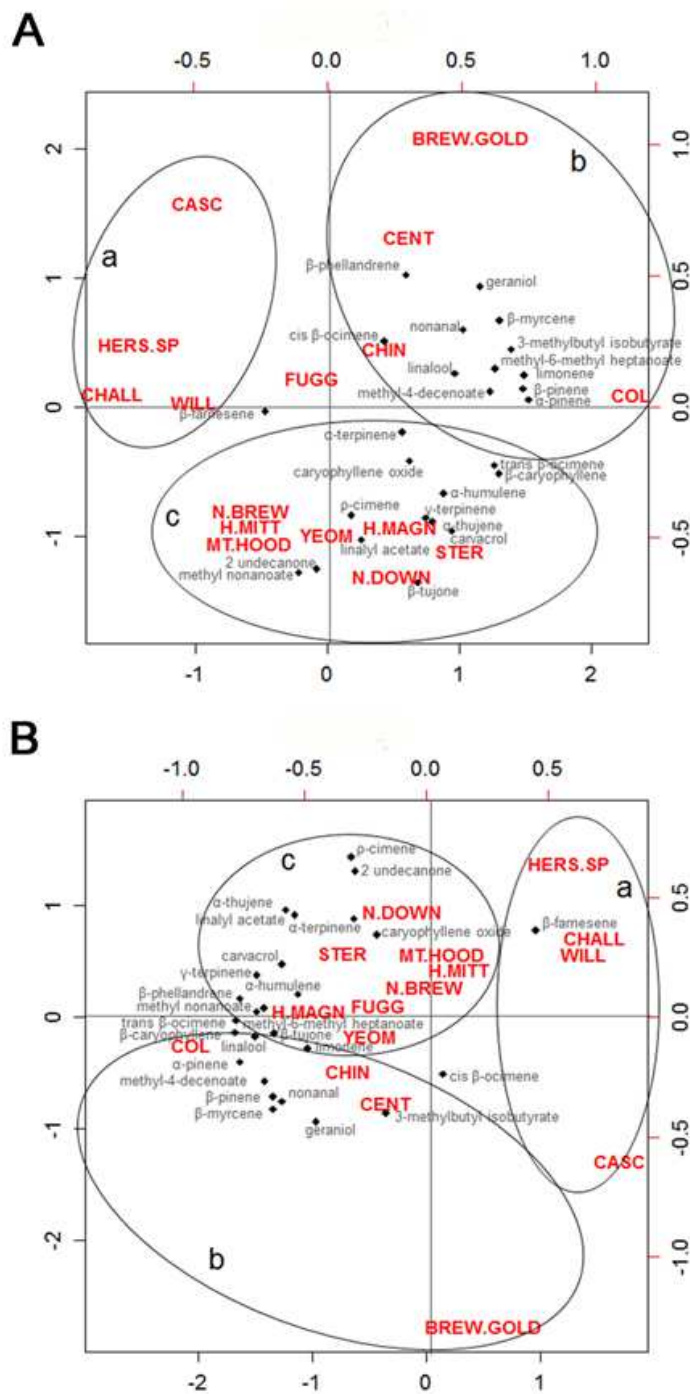 A
-0.5 0.0 0.5 1.0
BREW.GOLD
b
2
1.0
CASC
CENT
a
β-phellandrene
1
geraniol
0.5
nonanal
β-myrcene
cis β-ocimene
3-methylbutyl isobutyrate
HERS.SP
CHIN
methyl-6-methyl heptanoate
linalool
limonene
FUGG
CHALL
WILL
methyl-4-decenoate
β-pinene
COL
0
α-pinene
0.0
β-farnesene
α-terpinene
caryophyllene oxide
trans β-ocimene
β-caryophyllene
α-humulene
c
N.BREW
ρ-cimene
γ-terpinene
H.MITT
YEOM
H.MAGN
α-thujene
-1
-0.5
MT.HOOD
linalyl acetate
carvacrol
STER
2 undecanone
methyl nonanoate
N.DOWN
β-tujone
-1 0 1 2
B
-1.0 -0.5 0.0 0.5
ρ-cimene
c
2 undecanone
HERS.SP
a
α-thujene
1
linalyl acetate
N.DOWN
0.5
α-terpinene
caryophyllene oxide
β-farnesene
CHALL
carvacrol
STER
MT.HOOD
WILL
γ-terpinene
H.MITT
α-humulene
N.BREW
β-phellandrene
methyl nonanoate
H.MAGN
FUGG
0
0.0
trans β-ocimene
methyl-6-methyl heptanoate
β-caryophyllene
β-tujone
YEOM
COL
linalool
limonene
α-pinene
CHIN
cis β-ocimene
methyl-4-decenoate
β-pinene
nonanal
CENT
β-myrcene
3-methylbutyl isobutyrate
-1
geraniol
-0.5
CASC
-2
b
-1.0
BREW.GOLD
-2 -1 0 1